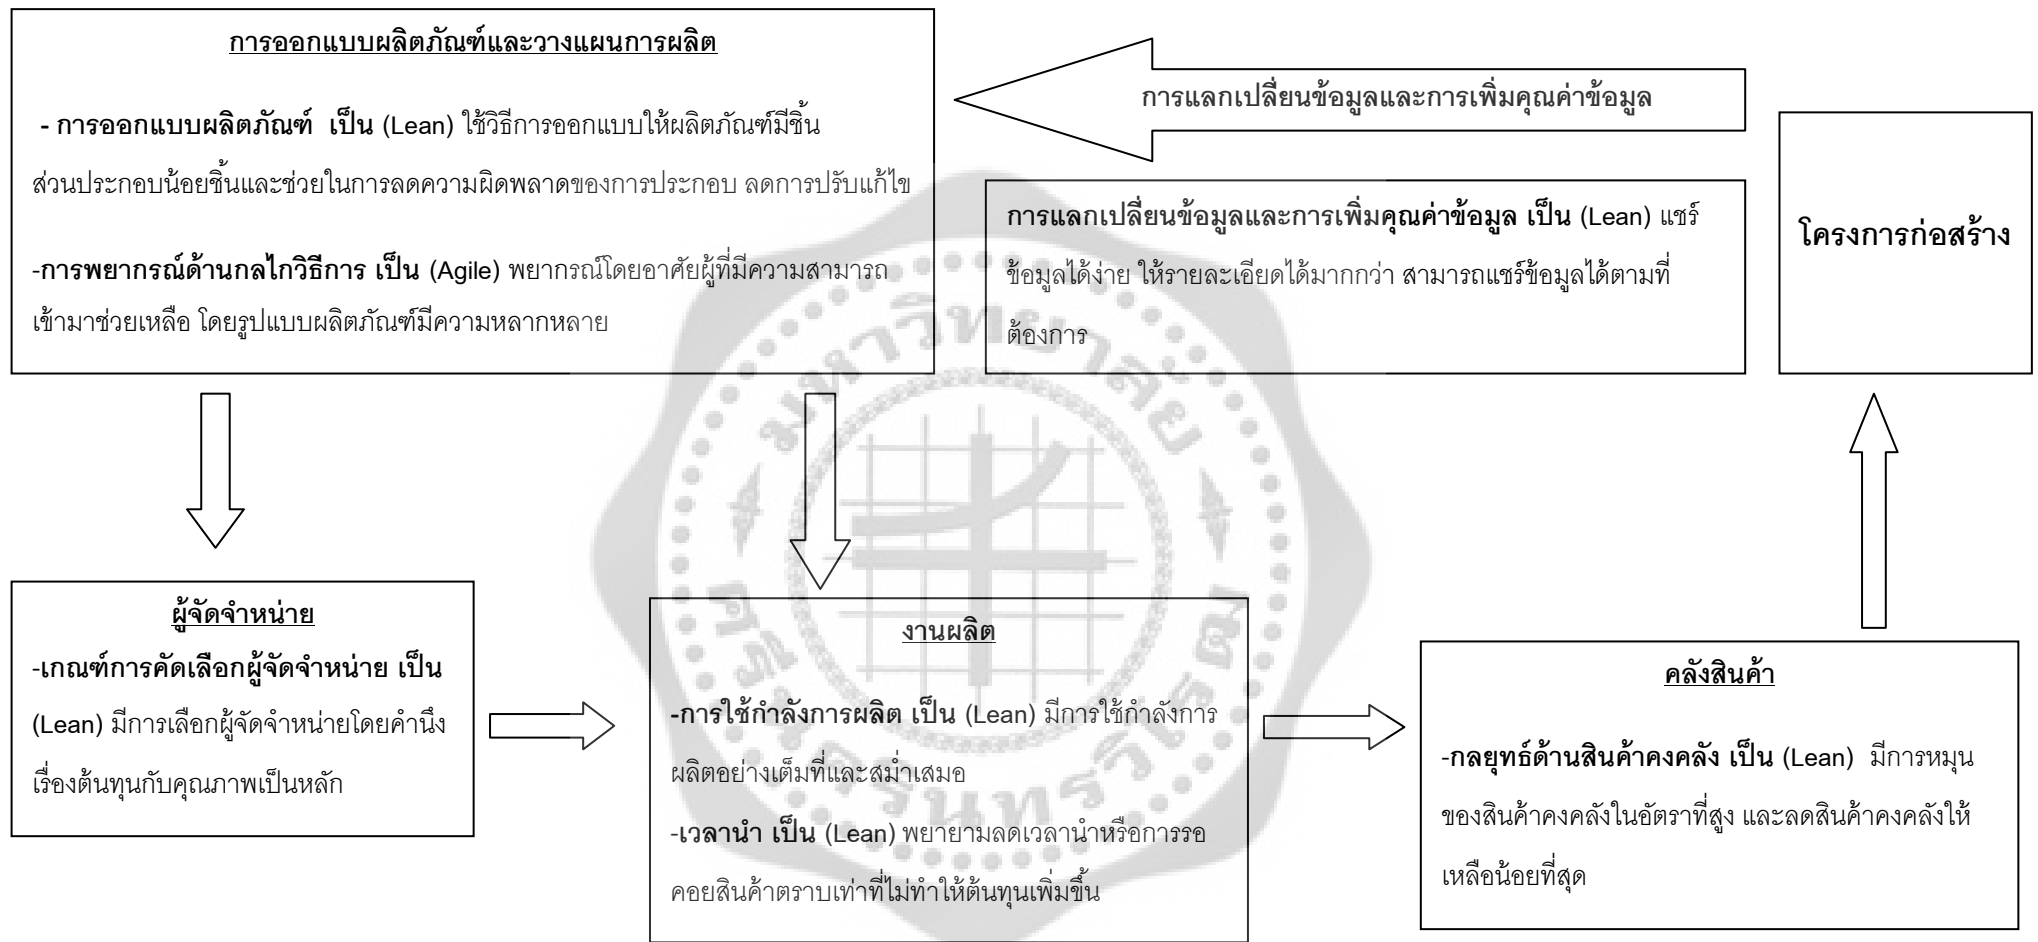 การออกแบบผลิตภัณฑ์และวางแผนการผลิต
- การออกแบบผลิตภัณฑ์ เป็น (Lean) ใช้วิธีการออกแบบให้ผลิตภัณฑ์มีชิ้น
ส่วนประกอบน้อยชิ้นและช่วยในการลดความผิดพลาดของการประกอบ ลดการปรับแก้ไข
-การพยากรณ์ด้านกลไกวิธีการ เป็น (Agile) พยากรณ์โดยอาศัยผู้ที่มีความสามารถ
เข้ามาช่วยเหลือ โดยรูปแบบผลิตภัณฑ์มีความหลากหลาย
การแลกเปลี่ยนข้อมูลและการเพิ่มคุณค่าข้อมูล
การแลกเปลี่ยนข้อมูลและการเพิ่มคุณค่าข้อมูล เป็น (Lean) แชร์
ข้อมูลได้ง่าย ให้รายละเอียดได้มากกว่า สามารถแชร์ข้อมูลได้ตามที่
ต้องการ
โครงการก่อสร้าง
ผู้จัดจำหน่าย
-เกณฑ์การคัดเลือกผู้จัดจำหน่าย เป็น
(Lean) มีการเลือกผู้จัดจำหน่ายโดยคำนึง
เรื่องต้นทุนกับคุณภาพเป็นหลัก
งานผลิต
-การใช้กำลังการผลิต เป็น (Lean) มีการใช้กำลังการ
ผลิตอย่างเต็มที่และสม่ำเสมอ
-เวลานำ เป็น (Lean) พยายามลดเวลานำหรือการรอ
คอยสินค้าตราบเท่าที่ไม่ทำให้ต้นทุนเพิ่มขึ้น
คลังสินค้า
-กลยุทธ์ด้านสินค้าคงคลัง เป็น (Lean) มีการหมุน
ของสินค้าคงคลังในอัตราที่สูง และลดสินค้าคงคลังให้
เหลือน้อยที่สุด
มหาวิทยาลัย
ศรีนครินทรวิโรฒ